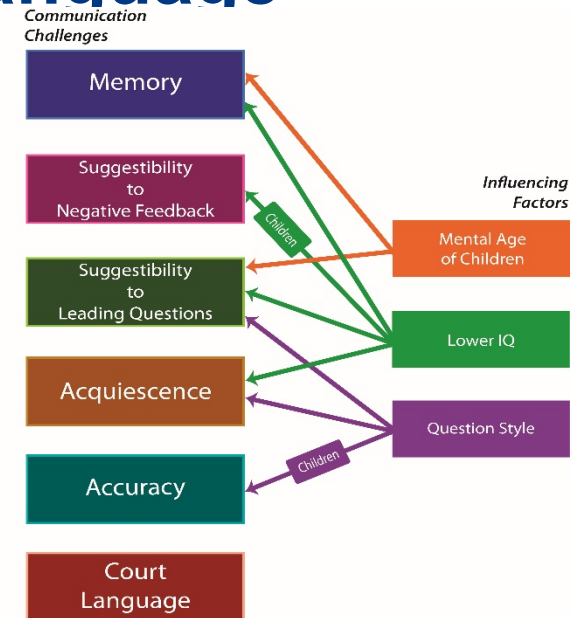 Communication
Challenges
Memory
Suggestibility
to
Negative Feedback
Children
Influencing
Factors
Mental Age
of Children
Suggestibility
to
Leading Questions
Lower IQ
Acquiescence
Question Style
Children
Accuracy
Court
Language